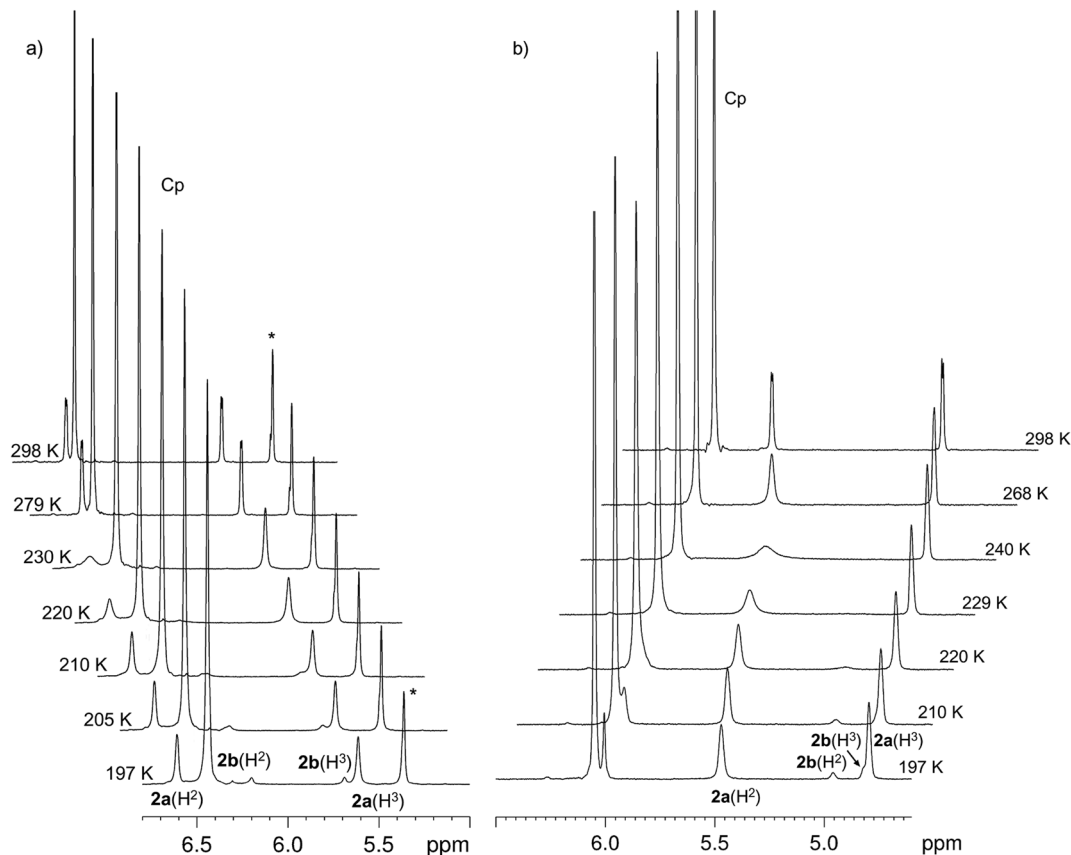 a)
Cp
*
298 K
279 K
230 K
220 K
210 K
205 K
*
2b(H²)
2b(H³)
197 K
2a(H²)
2a(H³)
6.5
6.0
5.5
ppm
b)
Cp
298 K
268 K
240 K
229 K
220 K
210 K
2b(H³)
2a(H³)
2b(H²)
197 K
2a(H²)
6.0
5.5
5.0
ppm